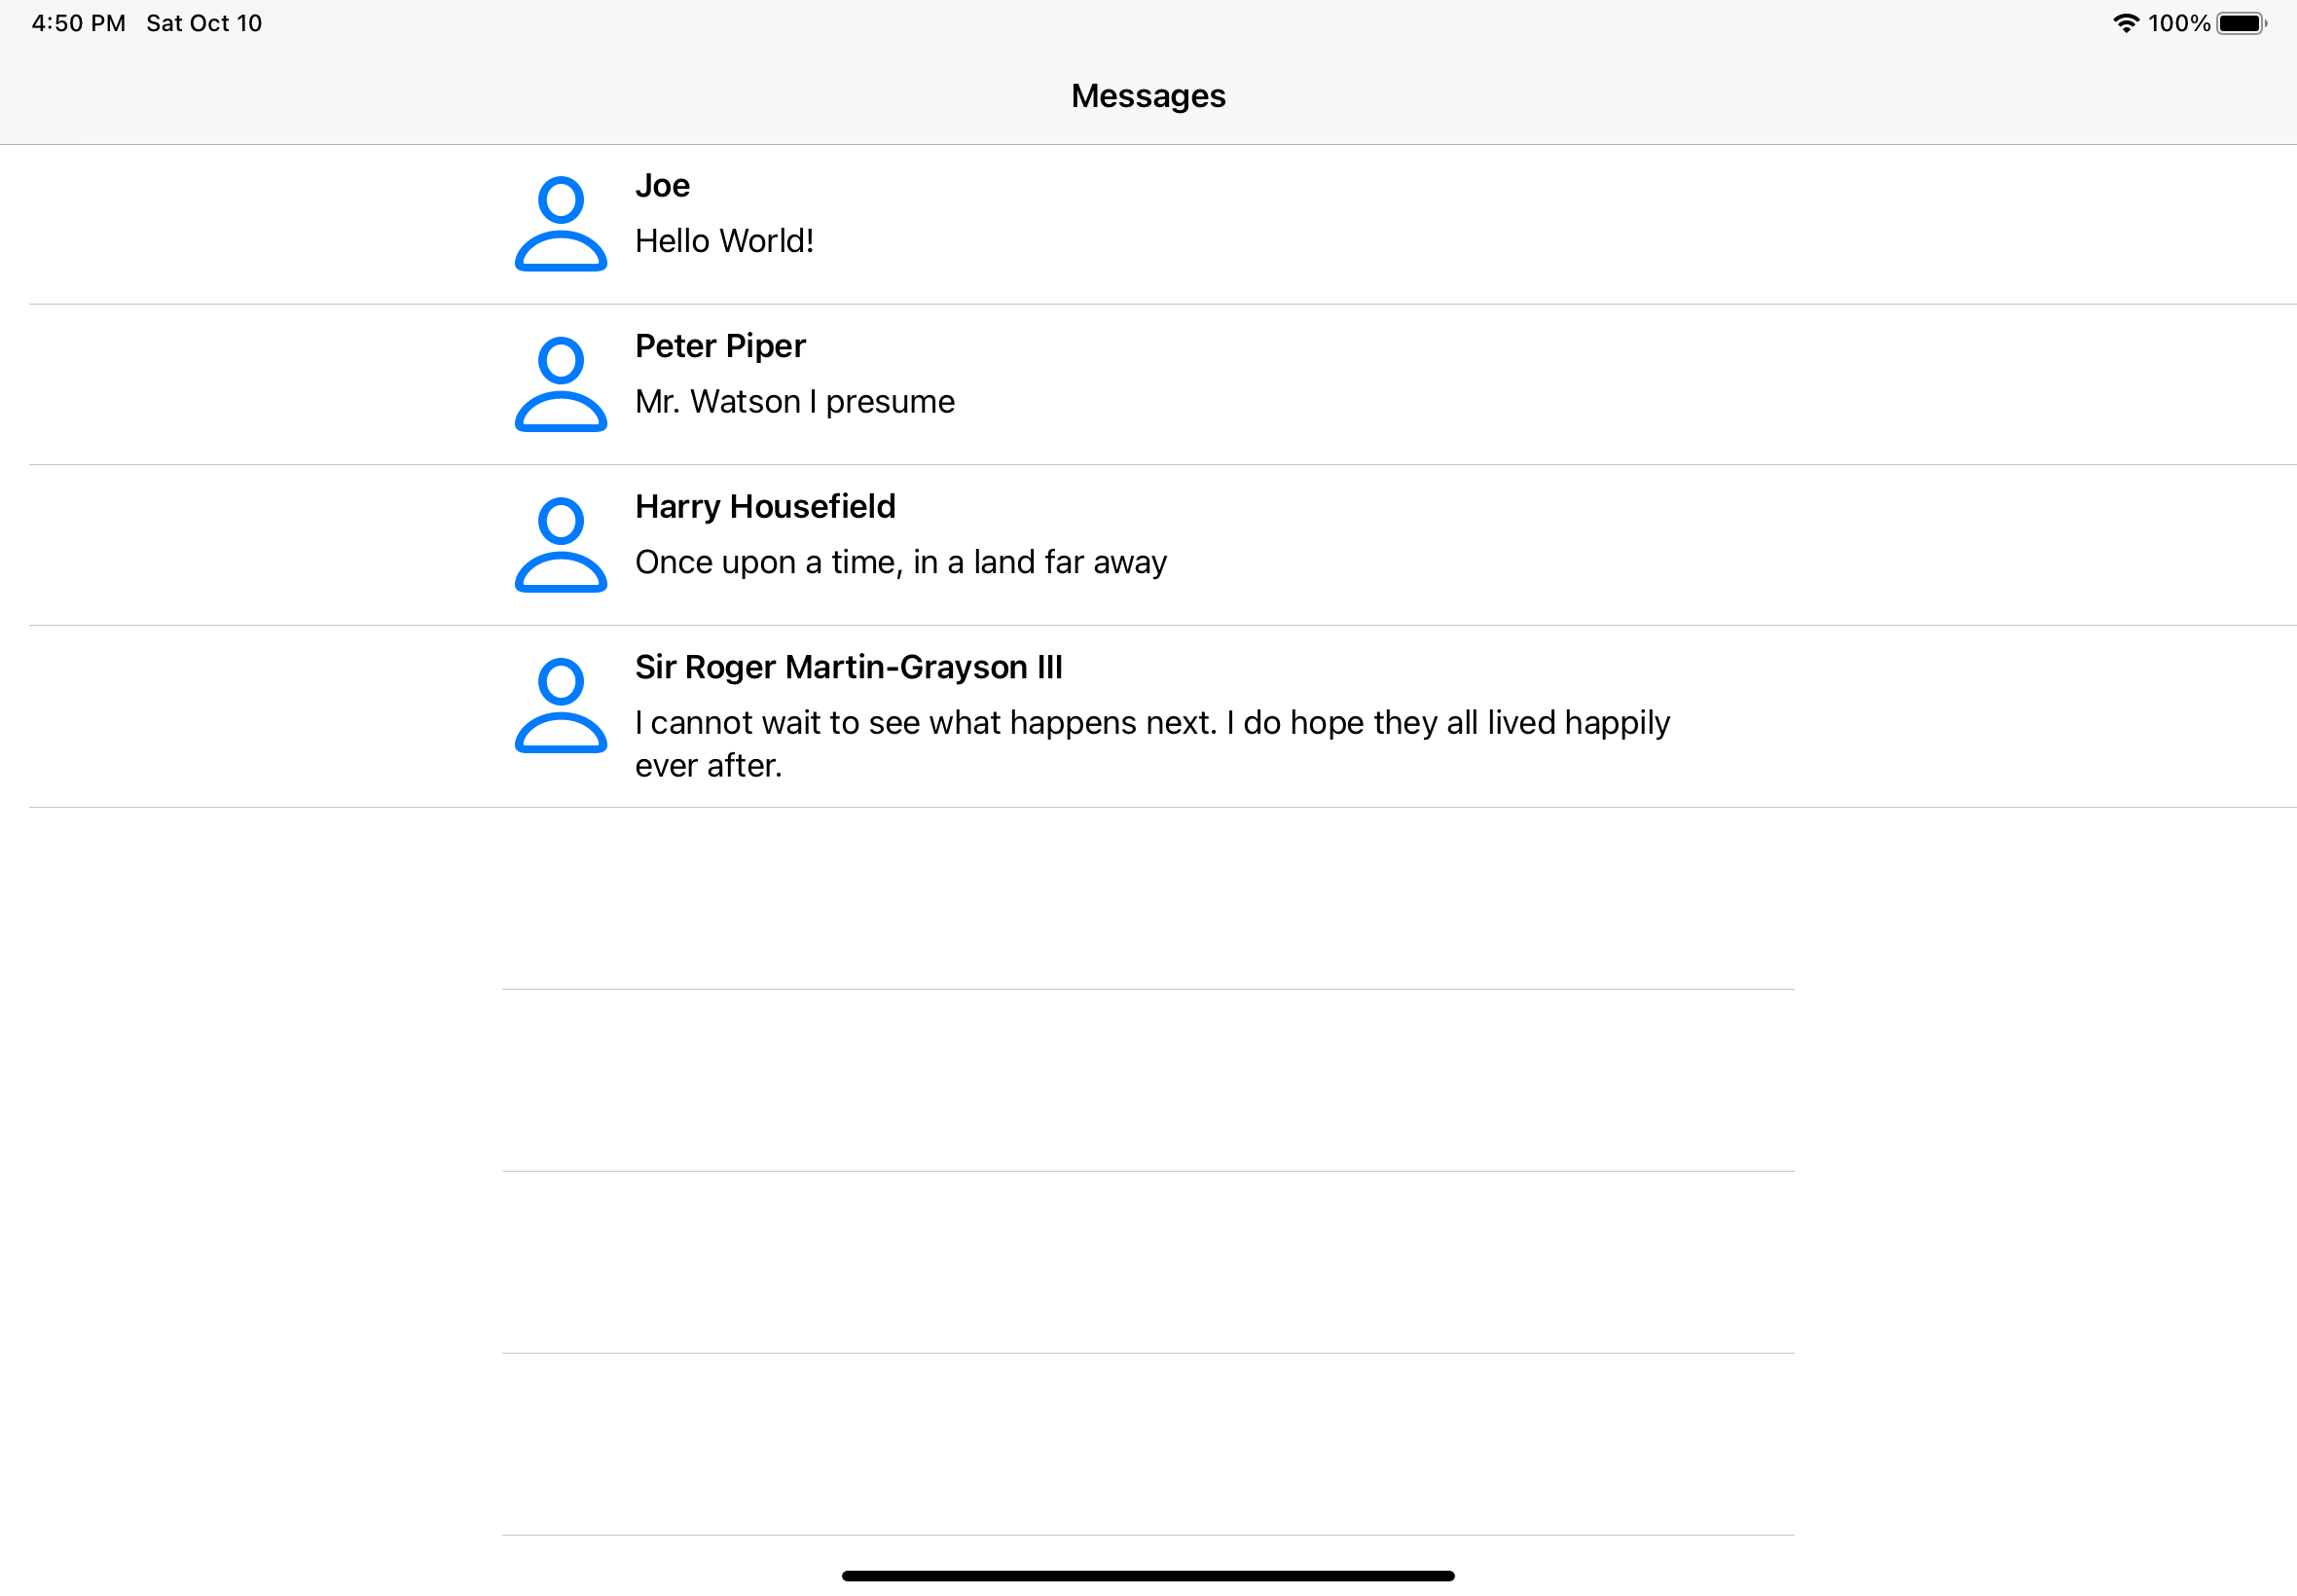 4:50 PM Sat Oct 10 100%
Messages
Joe
Hello World!
Peter Piper
Mr. Watson I presume
Harry Housefield
Once upon a time, in a land far away
Sir Roger Martin-Grayson III
I cannot wait to see what happens next. I do hope they all lived happily
ever after.